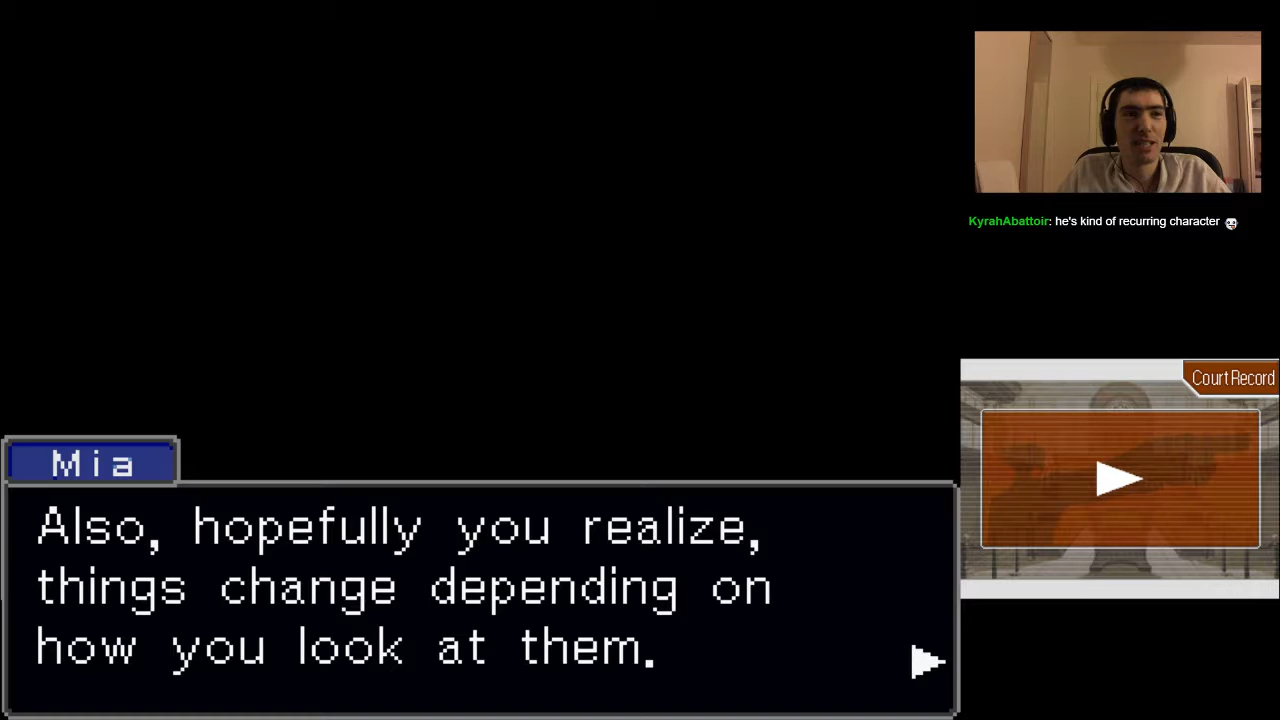 KyrahAbattoir: he's kind of recurring character
Court Record
Mia
Also, hopefully you realize,
things change depending on
how you look at them.